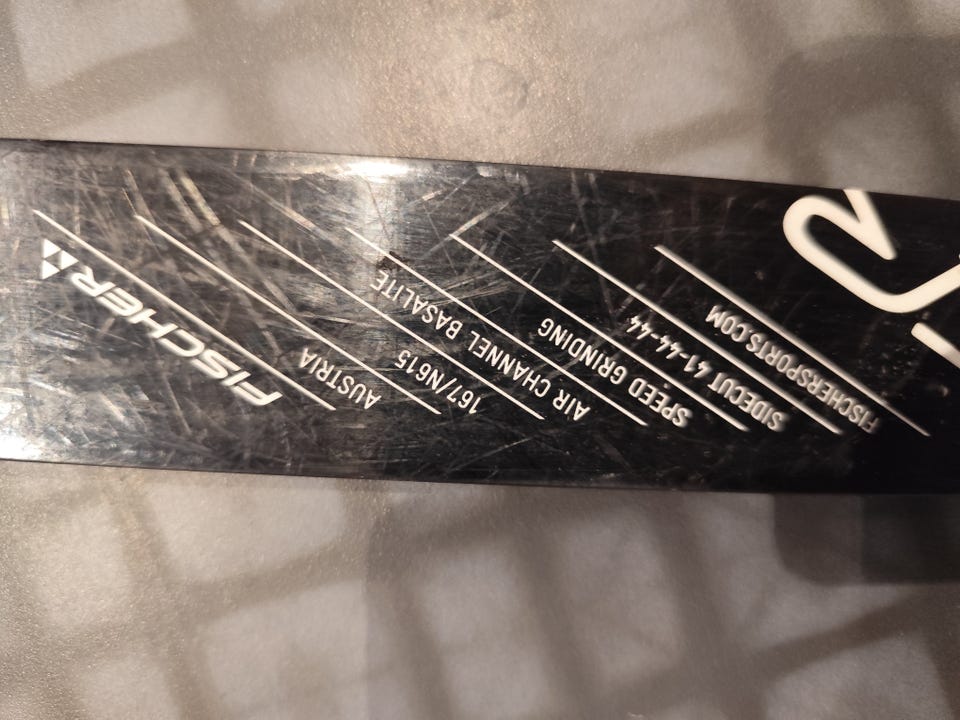 FISCHER
AUSTRIA
167/N615
AIR CHANNEL BASALITE
SPEED GRINDING
SIDECUT 41-44-44
FISCHERSPORTS.COM